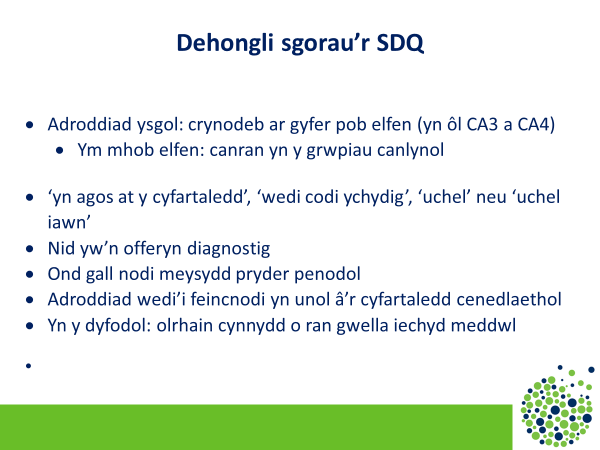 Dehongli sgorau’r SDQ
• Adroddiad ysgol: crynodeb ar gyfer pob elfen (yn ôl CA3 a CA4)
• Ym mhob elfen: canran yn y grwpiau canlynol
• ‘yn agos at y cyfartaledd’, ‘wedi codi ychydig’, ‘uchel’ neu ‘uchel
iawn’
• Nid yw’n offeryn diagnostig
• Ond gall nodi meysydd pryder penodol
• Adroddiad wedi’i feincnodi yn unol â’r cyfartaledd cenedlaethol
• Yn y dyfodol: olrhain cynnydd o ran gwella iechyd meddwl
•